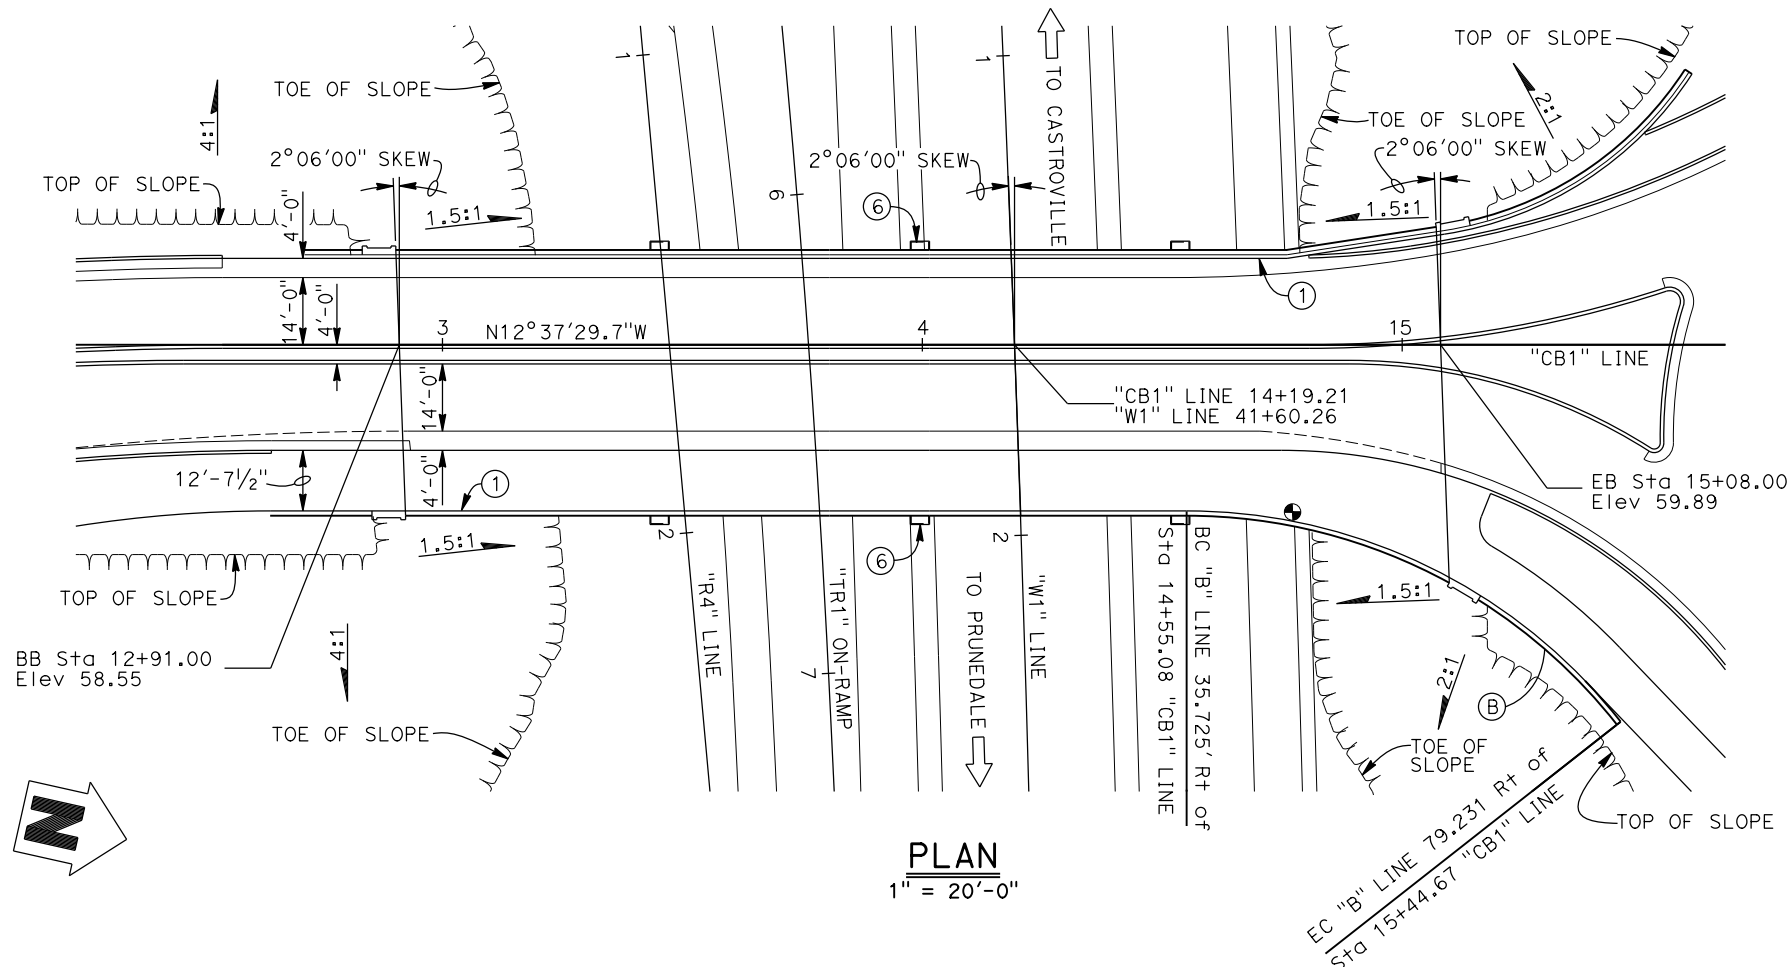 TOP OF SLOPE
TOE OF SLOPE
1
1
TO CASTROVILLE
2:1
4:1
TOE OF SLOPE
2°06'00" SKEW
2°06'00" SKEW
2°06'00" SKEW
TOP OF SLOPE
4'-0"
1.5:1
6
6
1.5:1
14'-0"
4'-0"
1
3
N12°37'29.7"W
4
15
"CB1" LINE
14'-0"
"CB1" LINE 14+19.21
"W1" LINE 41+60.26
12'-7½"
4'-0"
1
EB Sta 15+08.00
Elev 59.89
2
2
1.5:1
6
1.5:1
TOP OF SLOPE
"R4" LINE
"TR1" ON-RAMP
TO PRUNEDALE
"W1" LINE
BC "B" LINE 35.725' Rt of
Sta 14+55.08 "CB1" LINE
BB Sta 12+91.00
Elev 58.55
4:1
7
2:1
B
TOE OF SLOPE
TOE OF
SLOPE
TOP OF SLOPE
N
PLAN
1" = 20'-0"
EC "B" LINE 79.231 Rt of
Sta 15+44.67 "CB1" LINE